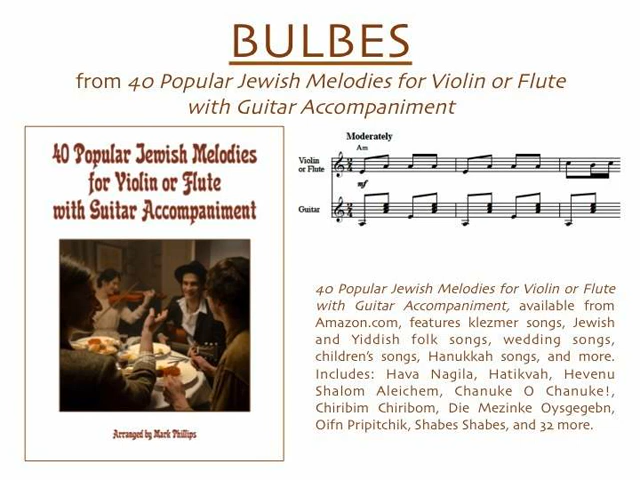 BULBES
from 40 Popular Jewish Melodies for Violin or Flute
with Guitar Accompaniment
40 Popular Jewish Melodies
for Violin or Flute
with Guitar Accompaniment
Arranged by Mark Phillips
Moderately
Am
Violin
or Flute
mf
Guitar
40 Popular Jewish Melodies for Violin or Flute
with Guitar Accompaniment, available from
Amazon.com, features klezmer songs, Jewish
and Yiddish folk songs, wedding songs,
children's songs, Hanukkah songs, and more.
Includes: Hava Nagila, Hatikvah, Hevenu
Shalom Aleichem, Chanuke O Chanuke!,
Chiribim Chiribom, Die Mezinke Oysgegebn,
Oifn Pripitchik, Shabes Shabes, and 32 more.